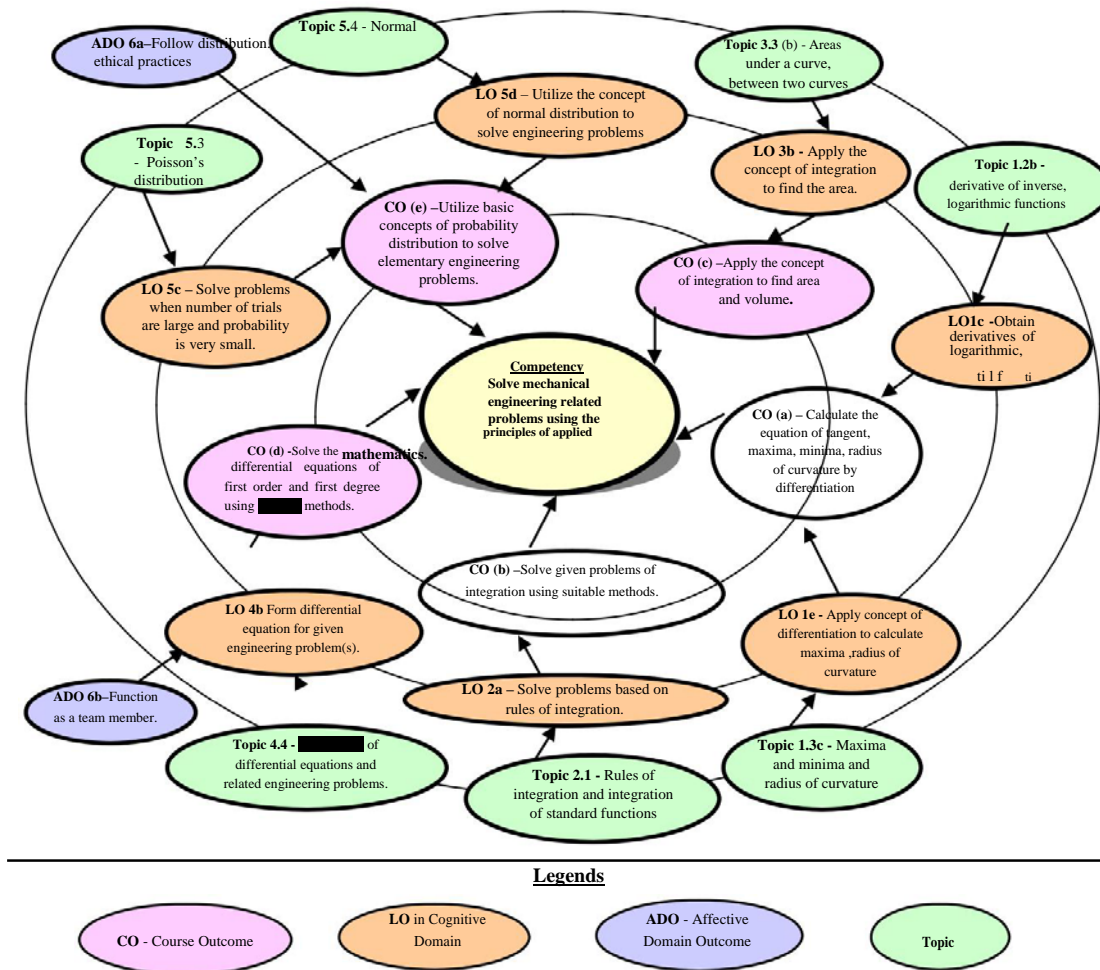 Topic 5.4 - Normal
ADO 6a–Follow distribution.
ethical practices
Topic 3.3 (b) - Areas
under a curve,
between two curves
LO 5d – Utilize the concept
of normal distribution to
solve engineering problems
Topic 5.3
- Poisson's
distribution
LO 3b - Apply the
concept of integration
to find the area.
Topic 1.2b -
derivative of inverse,
logarithmic functions
CO (e) –Utilize basic
concepts of probability
distribution to solve
elementary engineering
problems.
CO (c) –Apply the concept
of integration to find area
and volume.
LO 5c – Solve problems
when number of trials
are large and probability
is very small.
LO1c -Obtain
derivatives of
logarithmic,
Competency
Solve mechanical
engineering related
problems using the
principles of applied
mathematics.
CO (a) – Calculate the
equation of tangent,
maxima, minima, radius
of curvature by
differentiation
CO (d) -Solve the
differential equations of
first order and first degree
using methods.
CO (b) –Solve given problems of
integration using suitable methods.
LO 4b Form differential
equation for given
engineering problem(s).
LO 1e - Apply concept of
differentiation to calculate
maxima ,radius of
curvature
ADO 6b–Function
as a team member.
LO 2a – Solve problems based on
rules of integration.
Topic 4.4 - of
differential equations and
related engineering problems.
Topic 2.1 - Rules of
integration and integration
of standard functions
Topic 1.3c - Maxima
and minima and
radius of curvature
Legends
CO - Course Outcome
LO in Cognitive
Domain
ADO - Affective
Domain Outcome
Topic